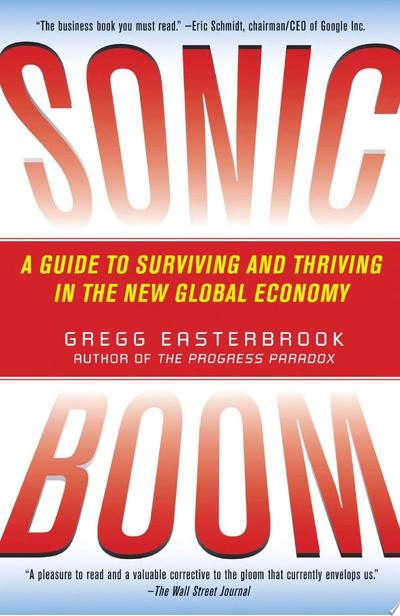 “The business book you must read.” —Eric Schmidt, chairman/CEO of Google Inc.
SONIC
A GUIDE TO SURVIVING AND THRIVING
IN THE NEW GLOBAL ECONOMY
GREGG EASTERBROOK
AUTHOR OF THE PROGRESS PARADOX
BOOM
“A pleasure to read and a valuable corrective to the gloom that currently envelops us.”
—The Wall Street Journal